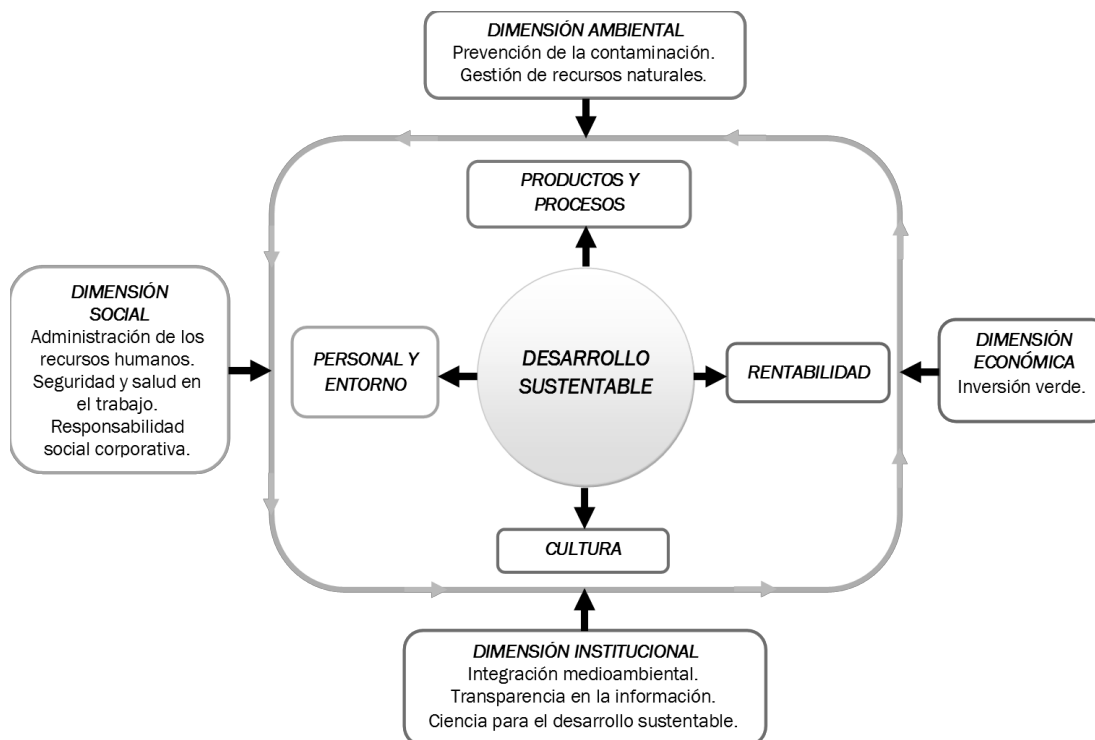 DIMENSIÓN AMBIENTAL
Prevención de la contaminación.
Gestión de recursos naturales.
PRODUCTOS Y
PROCESOS
DIMENSIÓN
SOCIAL
Administración de los
recursos humanos.
Seguridad y salud en
el trabajo.
Responsabilidad
social corporativa.
PERSONAL Y
ENTORNO
DESARROLLO
SUSTENTABLE
RENTABILIDAD
DIMENSIÓN
ECONÓMICA
Inversión verde.
CULTURA
DIMENSIÓN INSTITUCIONAL
Integración medioambiental.
Transparencia en la información.
Ciencia para el desarrollo sustentable.